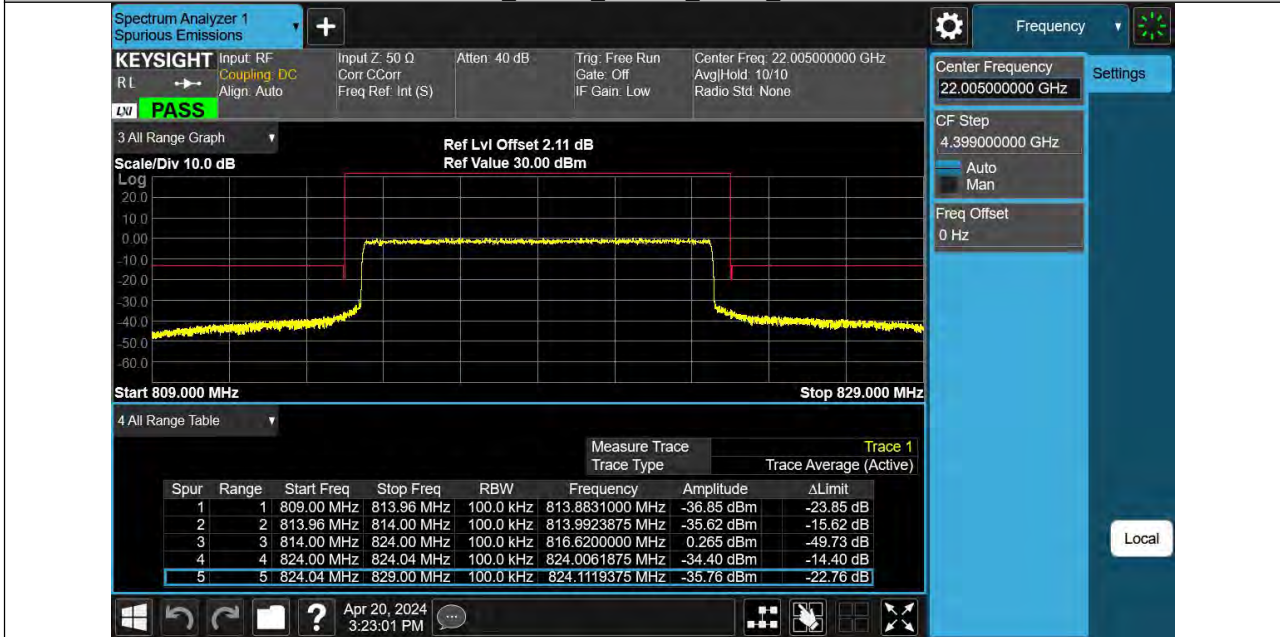 Spectrum Analyzer 1
Spurious Emissions
Frequency
KEYSIGHT
R L
LXI PASS
Input: RF
Coupling: DC
Align: Auto
Input Z: 50 Ω
Corr CCorr
Freq Ref: Int (S)
Atten: 40 dB
Trig: Free Run
Gate: Off
IF Gain: Low
Center Freq: 22.005000000 GHz
Avg|Hold: 10/10
Radio Std: None
3 All Range Graph
Scale/Div 10.0 dB
Ref Lvl Offset 2.11 dB
Ref Value 30.00 dBm
Log
20.0
10.0
0.00
-10.0
-20.0
-30.0
-40.0
-50.0
-60.0
Start 809.000 MHz Stop 829.000 MHz
4 All Range Table
Measure Trace Trace 1
Trace Type Trace Average (Active)
Spur Range Start Freq Stop Freq RBW Frequency Amplitude ΔLimit
1 1 809.00 MHz 813.96 MHz 100.0 kHz 813.8831000 MHz -36.85 dBm -23.85 dB
2 2 813.96 MHz 814.00 MHz 100.0 kHz 813.9923875 MHz -35.62 dBm -15.62 dB
3 3 814.00 MHz 824.00 MHz 100.0 kHz 816.6200000 MHz 0.265 dBm -49.73 dB
4 4 824.00 MHz 824.04 MHz 100.0 kHz 824.0061875 MHz -34.40 dBm -14.40 dB
5 5 824.04 MHz 829.00 MHz 100.0 kHz 824.1119375 MHz -35.76 dBm -22.76 dB
Center Frequency
22.005000000 GHz
Settings
CF Step
4.399000000 GHz
Auto
Man
Freq Offset
0 Hz
Local
?
Apr 20, 2024
3:23:01 PM